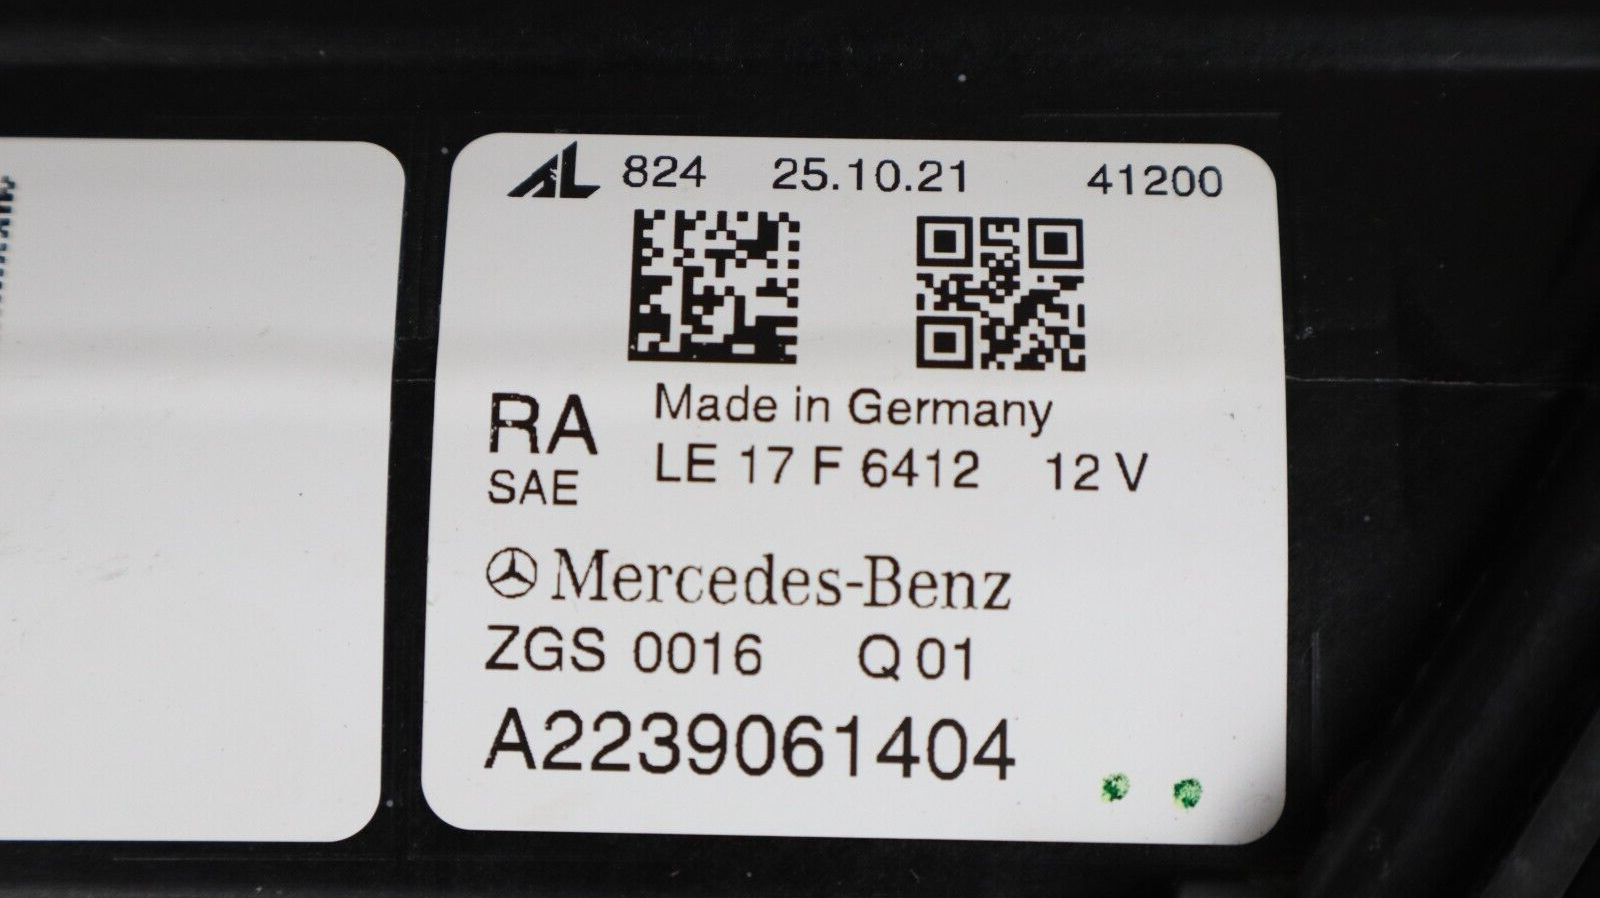 AL 824 25.10.21 41200
Made in Germany
RA LE 17 F 6412 12 V
SAE
Mercedes-Benz
ZGS 0016 Q 01
A2239061404